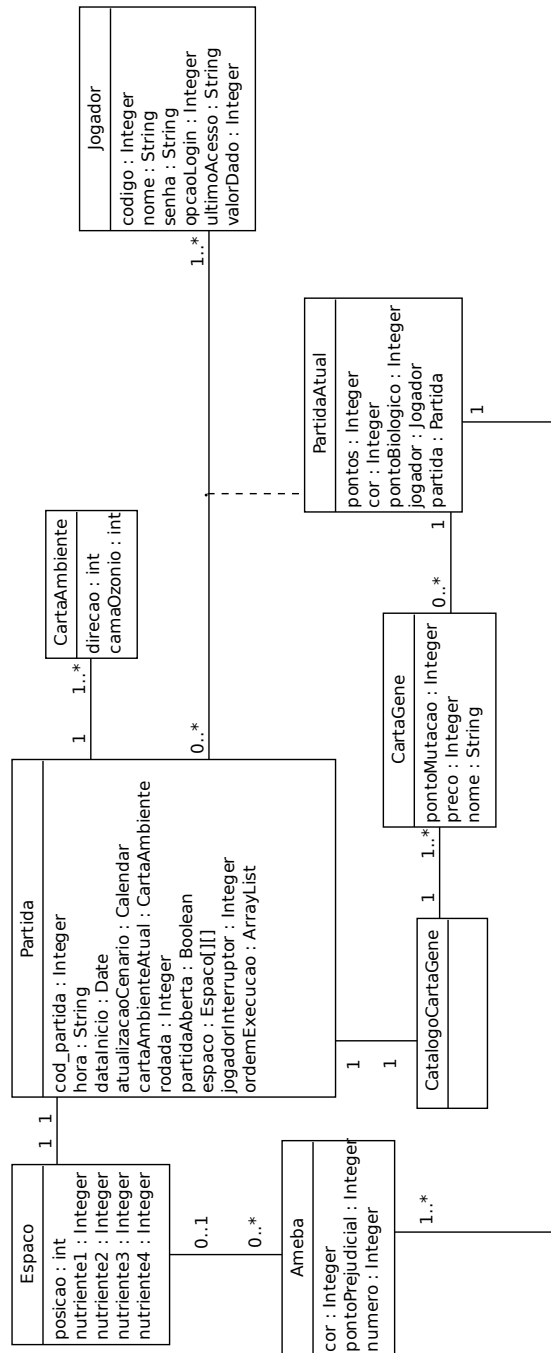 Jogador
codigo : Integer
nome : String
senha : String
opcaoLogin : Integer
ultimoAcesso : String
valorDado : Integer
1..*
PartidaAtual
pontos : Integer
cor : Integer
pontoBiologico : Integer
jogador : Jogador
partida : Partida
1
1
CartaAmbiente
direcao : int
camaOzonio : int
1..*
1
0..*
0..*
CartaGene
pontoMutacao : Integer
preco : Integer
nome : String
1..*
1
Partida
cod_partida : Integer
hora : String
dataInicio : Date
atualizacaoCenario : Calendar
cartaAmbienteAtual : CartaAmbiente
rodada : Integer
partidaAberta : Boolean
espaco : Espaco[][]
jogadorInterruptor : Integer
ordemExecucao : ArrayList
1
1
CatalogoCartaGene
1
1
Espaco
posicao : int
nutriente1 : Integer
nutriente2 : Integer
nutriente3 : Integer
nutriente4 : Integer
0..1
0..*
Ameba
cor : Integer
pontoPrejudicial : Integer
numero : Integer
1..*